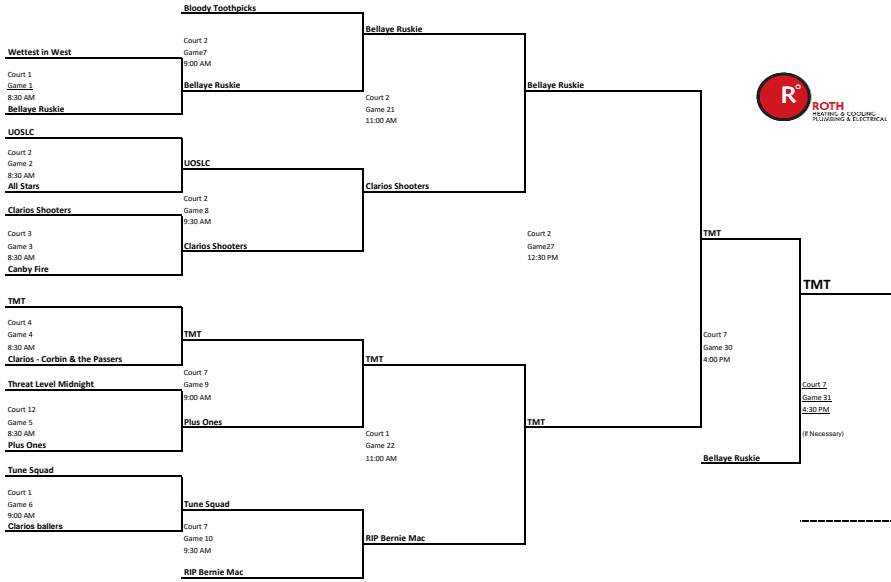 Bloody Toothpicks
Court 2
Game7
9:00 AM
Bellaye Ruskie
Wettest in West
Court 1
Game 1
8:30 AM
Bellaye Ruskie
Bellaye Ruskie
Court 2
Game 21
11:00 AM
Bellaye Ruskie
R°
ROTH
HEATING & COOLING
PLUMBING & ELECTRICAL
UOSLC
Court 2
Game 2
8:30 AM
All Stars
UOSLC
Court 2
Game 8
9:30 AM
Clarios Shooters
Clarios Shooters
Clarios Shooters
Court 3
Game 3
8:30 AM
Canby Fire
Court 2
Game27
12:30 PM
TMT
TMT
TMT
Court 4
Game 4
8:30 AM
Clarios - Corbin & the Passers
TMT
Court 7
Game 9
9:00 AM
Plus Ones
TMT
Court 7
Game 30
4:00 PM
Threat Level Midnight
Court 12
Game 5
8:30 AM
Plus Ones
Court 1
Game 22
11:00 AM
TMT
Court 7
Game 31
4:30 PM
(If Necessary)
Bellaye Ruskie
Tune Squad
Court 1
Game 6
9:00 AM
Clarios ballers
Tune Squad
Court 7
Game 10
9:30 AM
RIP Bernie Mac
RIP Bernie Mac